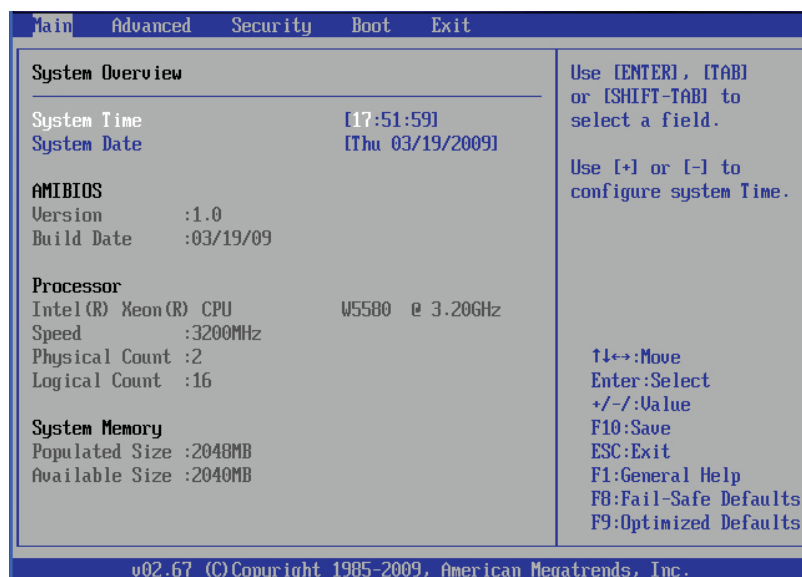 Main Advanced Security Boot Exit
System Overview
System Time [17:51:59]
System Date [Thu 03/19/2009]
AMIBIOS
Version :1.0
Build Date :03/19/09
Processor
Intel(R) Xeon(R) CPU W5580 @ 3.20GHz
Speed :3200MHz
Physical Count :2
Logical Count :16
System Memory
Populated Size :2048MB
Available Size :2040MB
Use [ENTER], [TAB]
or [SHIFT-TAB] to
select a field.
Use [+] or [-] to
configure system Time.
↑↓↔:Move
Enter:Select
+/-/:Value
F10:Save
ESC:Exit
F1:General Help
F8:Fail-Safe Defaults
F9:Optimized Defaults
v02.67 (C)Copyright 1985-2009, American Megatrends, Inc.